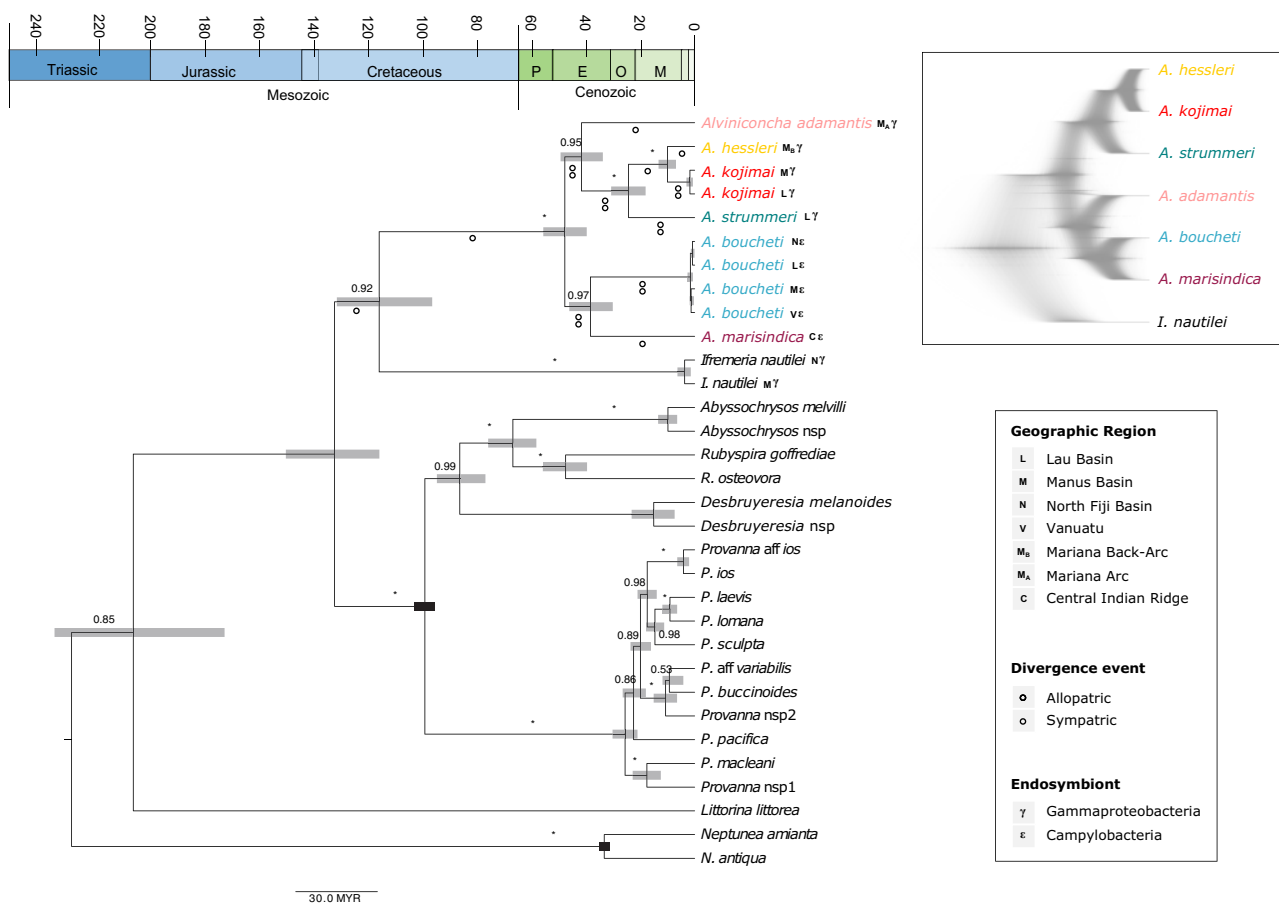 240 220 200 180 160 140 120 100 80 60 40 20 0
Triassic Jurassic Cretaceous P E O M
Mesozoic Cenozoic
Alviniconcha adamantis MA γ
A. hessleri MB γ
A. kojimai M γ
A. kojimai L γ
A. strummeri L γ
A. boucheti N ε
A. boucheti L ε
A. boucheti M ε
A. boucheti V ε
A. marisindica C ε
Ifremeria nautilei N γ
I. nautilei M γ
Abyssochrysos melvilli
Abyssochrysos nsp
Rubyspira goffrediae
R. osteovora
Desbruyeresia melanoides
Desbruyeresia nsp
Provanna aff ios
P. ios
P. laevis
P. lomana
P. sculpta
P. aff variabilis
P. buccinoides
Provanna nsp2
P. pacifica
P. macleani
Provanna nsp1
Littorina littorea
Neptunea amianta
N. antiqua
0.95
*
*
*
0.97
0.92
*
*
*
*
0.99
*
*
0.98
*
0.98
0.89
0.53
*
0.86
*
*
0.85
*
30.0 MYR
A. hessleri
A. kojimai
A. strummeri
A. adamantis
A. boucheti
A. marisindica
I. nautilei
Geographic Region
L Lau Basin
M Manus Basin
N North Fiji Basin
V Vanuatu
MB Mariana Back-Arc
MA Mariana Arc
C Central Indian Ridge
Divergence event
Allopatric
Sympatric
Endosymbiont
γ Gammaproteobacteria
ε Campylobacteria